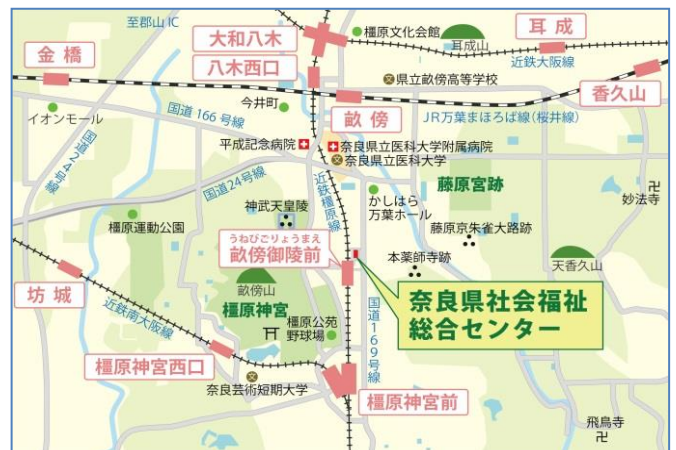 至郡山IC
大和八木
橿原文化会館
耳成山
耳成
近鉄大阪線
金橋
八木西口
県立畝傍高等学校
香久山
イオンモール
今井町
国道166号線
畝傍
JR万葉まほろば線(桜井線)
国道24号線
平成記念病院
奈良県立医科大学附属病院
奈良県立医科大学
国道24号線
近鉄橿原線
藤原宮跡
妙法寺
神武天皇陵
かしはら
万葉ホール
橿原運動公園
藤原京朱雀大路跡
うねびごりょうまえ
畝傍御陵前
本薬師寺跡
天香久山
坊城
畝傍山
橿原神宮
奈良県社会福祉
総合センター
近鉄南大阪線
橿原公苑
野球場
国道169号線
橿原神宮西口
奈良芸術短期大学
橿原神宮前
飛鳥寺